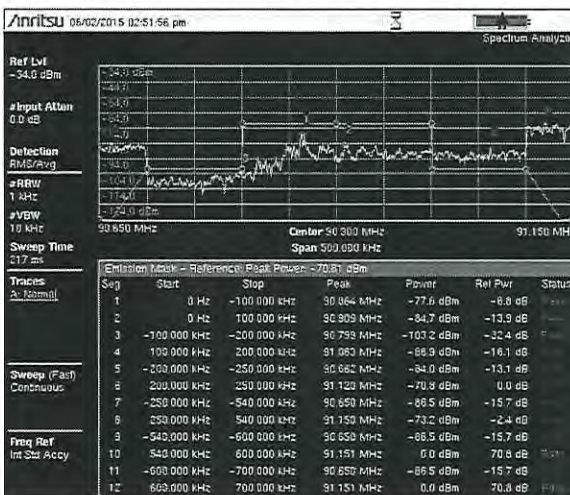 Anritsu 06/02/2015 02:51:56 pm
Spectrum Analyze
Ref Lvl
-34.0 dBm
#Input Atten
0.0 dB
Detection
RMS/Avg
#RBW
1 kHz
#VBW
10 kHz
Sweep Time
217 ms
Traces
A: Normal
Sweep (Fast)
Continuous
Freq Ref
Int Std Accy
-34.0 dBm
-104.0
-114.0
90.650 MHz
Center 90.900 MHz
91.150 MHz
Span 500.000 kHz
Emission Mask - Reference: Peak Power -70.81 dBm
Seg Start Stop Peak Power Rel Pwr Status
1 0 Hz -100.000 kHz 90.864 MHz -77.6 dBm -6.8 dB
2 0 Hz 100.000 kHz 90.909 MHz -84.7 dBm -13.9 dB
3 -100.000 kHz -200.000 kHz 90.799 MHz -103.2 dBm -32.4 dB
4 100.000 kHz 200.000 kHz 91.063 MHz -86.9 dBm -16.1 dB
5 -200.000 kHz -250.000 kHz 90.662 MHz -84.0 dBm -13.1 dB
6 200.000 kHz 250.000 kHz 91.123 MHz -70.8 dBm 0.0 dB
7 -250.000 kHz -540.000 kHz 90.650 MHz -86.5 dBm -15.7 dB
8 250.000 kHz 540.000 kHz 91.150 MHz -73.2 dBm -2.4 dB
9 -540.000 kHz -600.000 kHz 90.650 MHz -86.5 dBm -15.7 dB
10 540.000 kHz 600.000 kHz 91.151 MHz 0.0 dBm 70.8 dB
11 -600.000 kHz -700.000 kHz 90.650 MHz -86.5 dBm -15.7 dB
12 600.000 kHz 700.000 kHz 91.151 MHz 0.0 dBm 70.8 dB